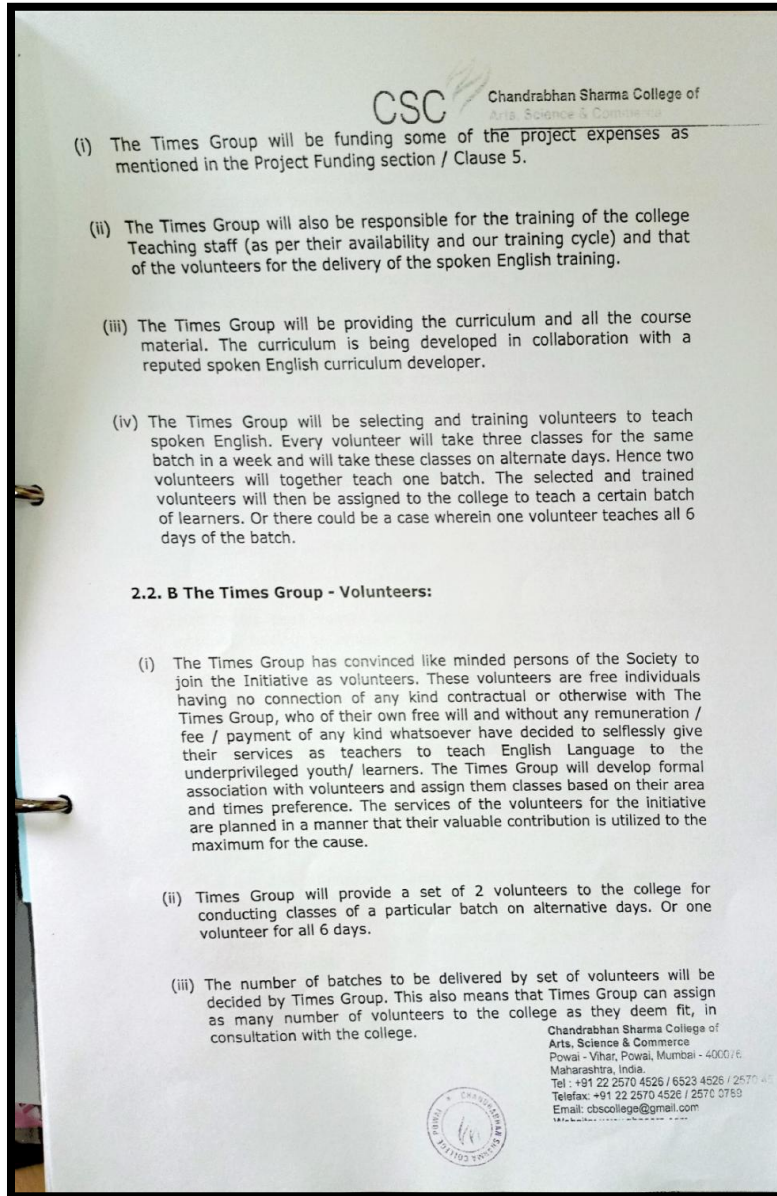 CSC
Chandrabhan Sharma College of
Arts, Science & Commerce
(i) The Times Group will be funding some of the project expenses as
mentioned in the Project Funding section / Clause 5.
(ii) The Times Group will also be responsible for the training of the college
Teaching staff (as per their availability and our training cycle) and that
of the volunteers for the delivery of the spoken English training.
(iii) The Times Group will be providing the curriculum and all the course
material. The curriculum is being developed in collaboration with a
reputed spoken English curriculum developer.
(iv) The Times Group will be selecting and training volunteers to teach
spoken English. Every volunteer will take three classes for the same
batch in a week and will take these classes on alternate days. Hence two
volunteers will together teach one batch. The selected and trained
volunteers will then be assigned to the college to teach a certain batch
of learners. Or there could be a case wherein one volunteer teaches all 6
days of the batch.
2.2. B The Times Group - Volunteers:
(i) The Times Group has convinced like minded persons of the Society to
join the Initiative as volunteers. These volunteers are free individuals
having no connection of any kind contractual or otherwise with The
Times Group, who of their own free will and without any remuneration /
fee / payment of any kind whatsoever have decided to selflessly give
their services as teachers to teach English Language to the
underprivileged youth/ learners. The Times Group will develop formal
association with volunteers and assign them classes based on their area
and times preference. The services of the volunteers for the initiative
are planned in a manner that their valuable contribution is utilized to the
maximum for the cause.
(ii) Times Group will provide a set of 2 volunteers to the college for
conducting classes of a particular batch on alternative days. Or one
volunteer for all 6 days.
(iii) The number of batches to be delivered by set of volunteers will be
decided by Times Group. This also means that Times Group can assign
as many number of volunteers to the college as they deem fit, in
consultation with the college.
Chandrabhan Sharma College of
Arts, Science & Commerce
Powai - Vihar, Powai, Mumbai - 400076
Maharashtra, India.
Tel : +91 22 2570 4526 / 6523 4526 / 2570
Telefax: +91 22 2570 4526 / 2570 0789
Email: cbscollege@gmail.com
CHANDRABHAN SHARMA COLLEGE POWAI